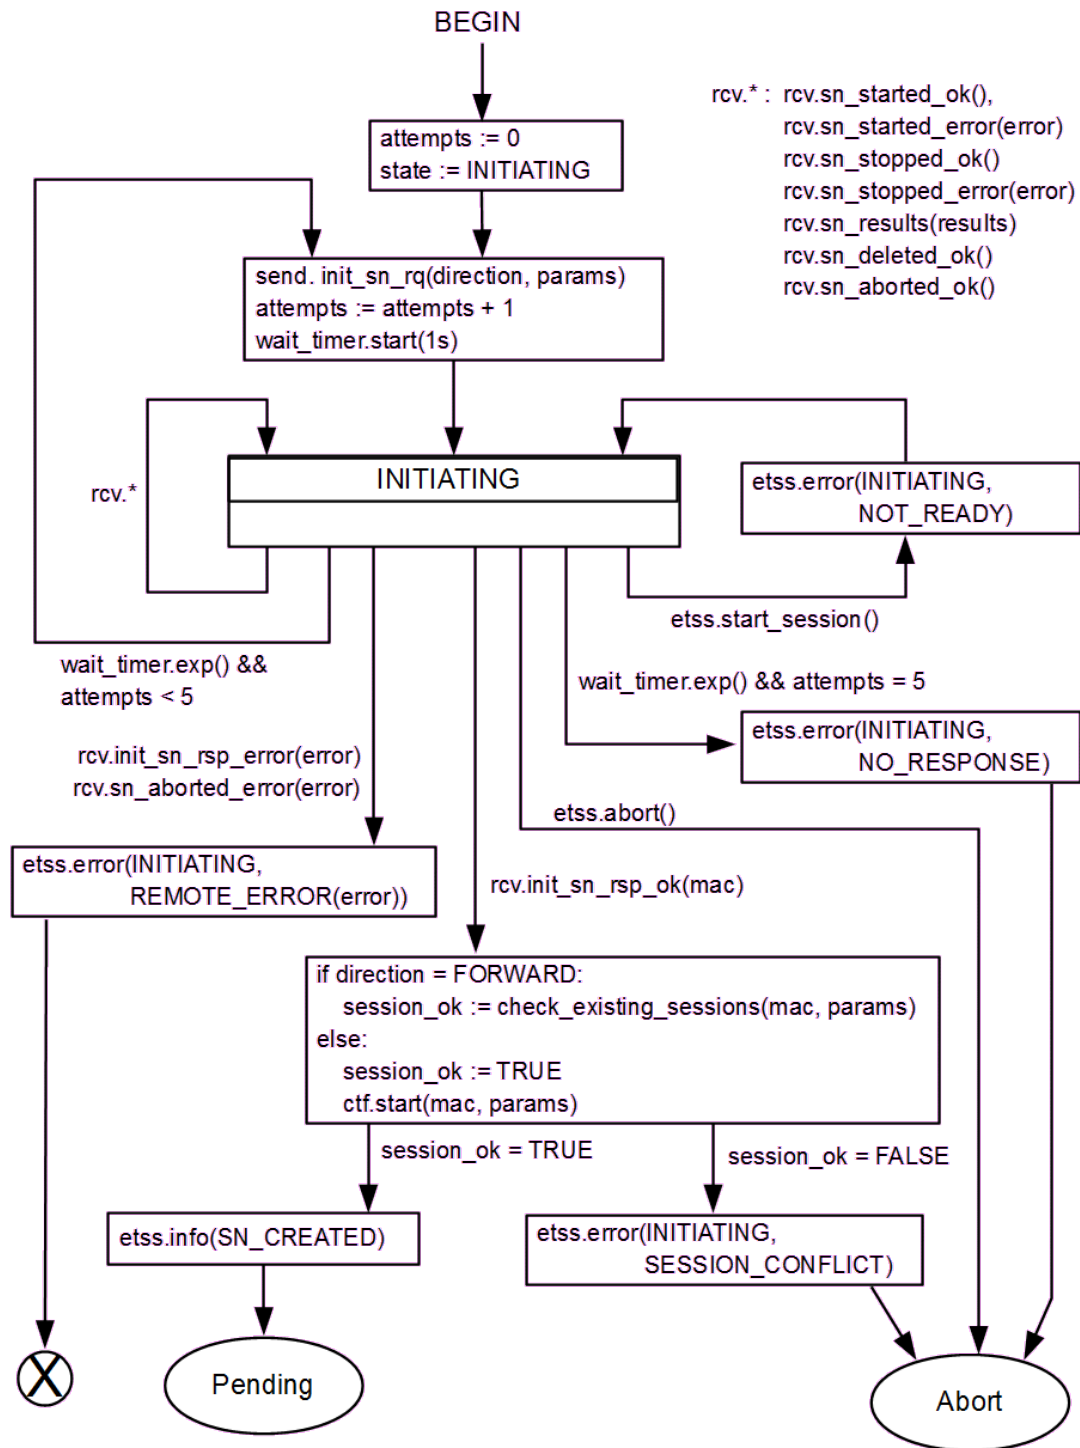 BEGIN
rcv.* : rcv.sn_started_ok(),
rcv.sn_started_error(error)
rcv.sn_stopped_ok()
rcv.sn_stopped_error(error)
rcv.sn_results(results)
rcv.sn_deleted_ok()
rcv.sn_aborted_ok()
attempts := 0
state := INITIATING
send. init_sn_rq(direction, params)
attempts := attempts + 1
wait_timer.start(1s)
rcv.*
INITIATING
etss.error(INITIATING,
NOT_READY)
etss.start_session()
wait_timer.exp() &&
attempts < 5
wait_timer.exp() && attempts = 5
etss.error(INITIATING,
NO_RESPONSE)
rcv.init_sn_rsp_error(error)
rcv.sn_aborted_error(error)
etss.abort()
etss.error(INITIATING,
REMOTE_ERROR(error))
rcv.init_sn_rsp_ok(mac)
if direction = FORWARD:
session_ok := check_existing_sessions(mac, params)
else:
session_ok := TRUE
ctf.start(mac, params)
session_ok = TRUE
session_ok = FALSE
etss.info(SN_CREATED)
etss.error(INITIATING,
SESSION_CONFLICT)
X
Pending
Abort